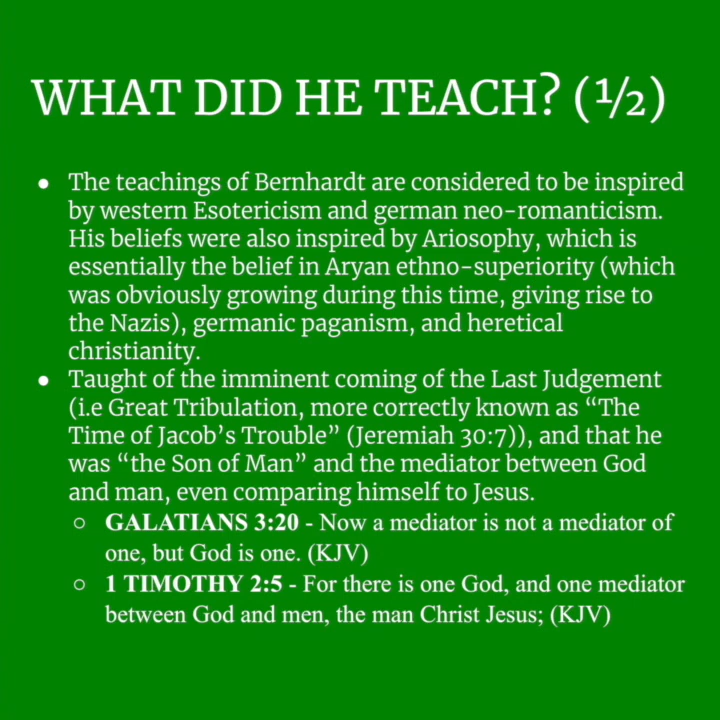 WHAT DID HE TEACH? (½)
● The teachings of Bernhardt are considered to be inspired
by western Esotericism and german neo-romanticism.
His beliefs were also inspired by Ariosophy, which is
essentially the belief in Aryan ethno-superiority (which
was obviously growing during this time, giving rise to
the Nazis), germanic paganism, and heretical
christianity.
● Taught of the imminent coming of the Last Judgement
(i.e Great Tribulation, more correctly known as “The
Time of Jacob’s Trouble” (Jeremiah 30:7)), and that he
was “the Son of Man” and the mediator between God
and man, even comparing himself to Jesus.
○ GALATIANS 3:20 - Now a mediator is not a mediator of
one, but God is one. (KJV)
○ 1 TIMOTHY 2:5 - For there is one God, and one mediator
between God and men, the man Christ Jesus; (KJV)